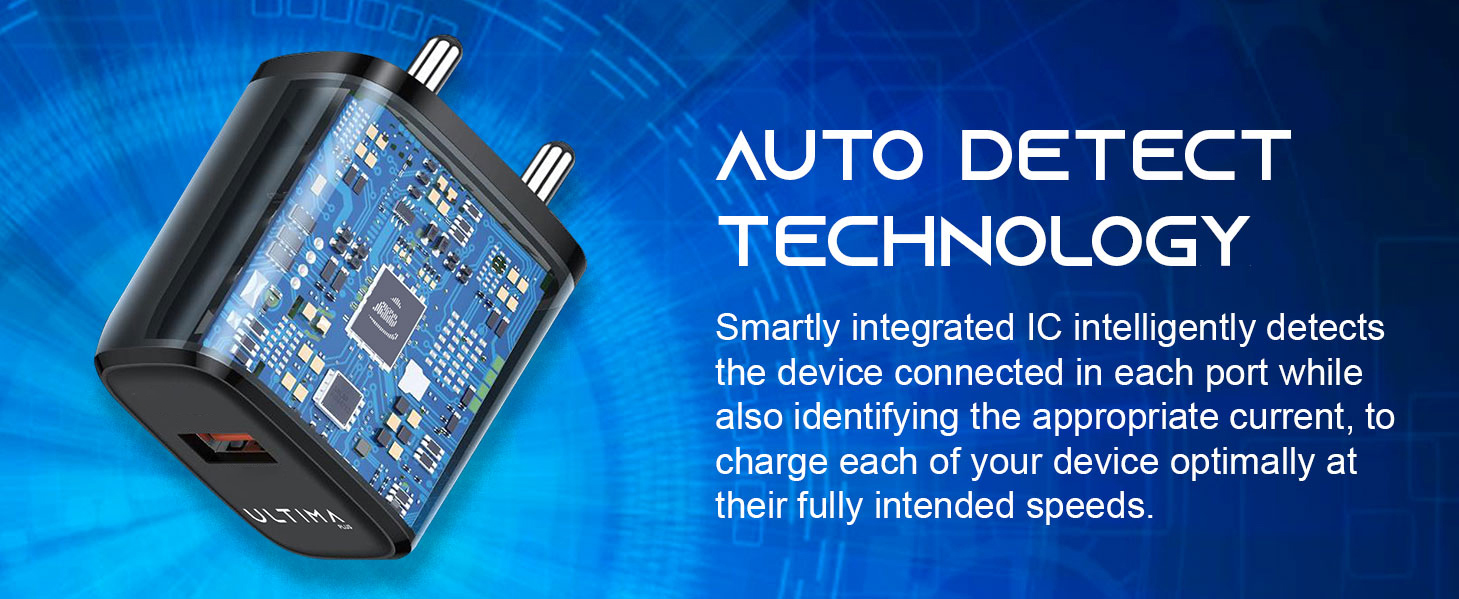 AUTO DETECT
TECHNOLOGY
Smartly integrated IC intelligently detects
the device connected in each port while
also identifying the appropriate current, to
charge each of your device optimally at
their fully intended speeds.
ULTIMA
PLUS